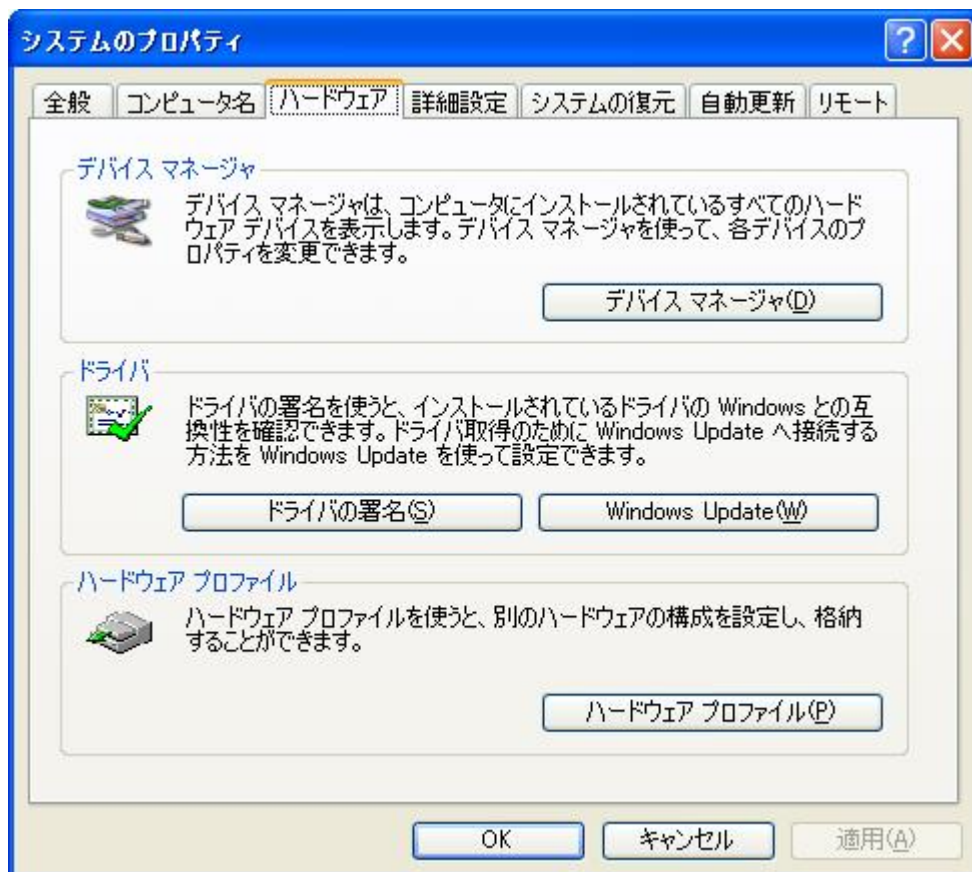 システムのプロパティ
全般 コンピュータ名 ハードウェア 詳細設定 システムの復元 自動更新 リモート
デバイス マネージャ
デバイス マネージャは、コンピュータにインストールされているすべてのハード
ウェア デバイスを表示します。デバイス マネージャを使って、各デバイスのプ
ロパティを変更できます。
デバイス マネージャ(D)
ドライバ
ドライバの署名を使うと、インストールされているドライバの Windows との互
換性を確認できます。ドライバ取得のために Windows Update へ接続する
方法を Windows Update を使って設定できます。
ドライバの署名(S) Windows Update(W)
ハードウェア プロファイル
ハードウェア プロファイルを使うと、別のハードウェアの構成を設定し、格納
することができます。
ハードウェア プロファイル(P)
OK キャンセル 適用(A)